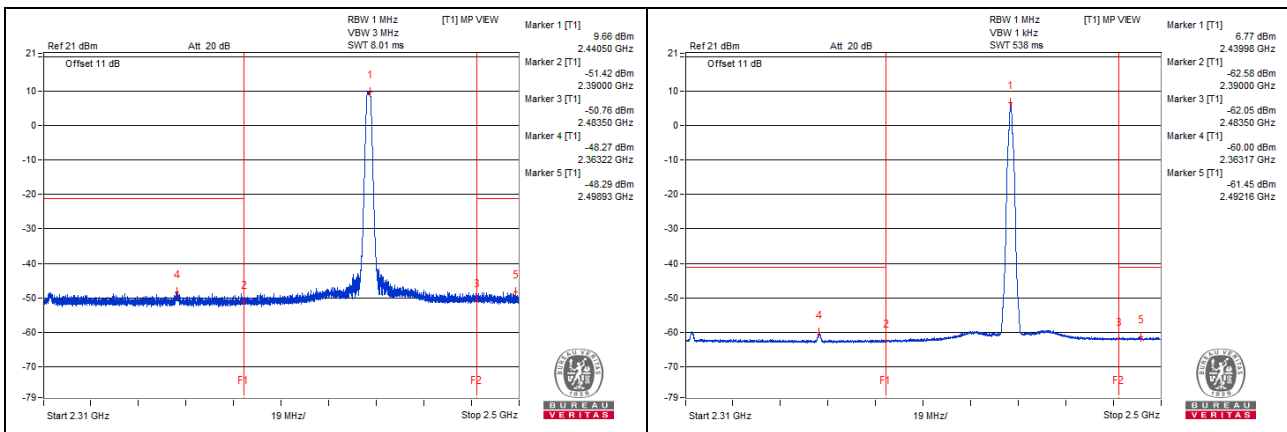 RBW 1 MHz [T1] MP VIEW
VBW 3 MHz
Ref 21 dBm Att 20 dB SWT 8.01 ms
Offset 11 dB
21
10
0
-10
-20
-30
-40
-50
-60
-70
-79
1
4
2
3
5
F1
F2
Start 2.31 GHz 19 MHz/ Stop 2.5 GHz
Marker 1 [T1]
9.66 dBm
2.44050 GHz
Marker 2 [T1]
-51.42 dBm
2.39000 GHz
Marker 3 [T1]
-50.76 dBm
2.48350 GHz
Marker 4 [T1]
-48.27 dBm
2.36322 GHz
Marker 5 [T1]
-48.29 dBm
2.49893 GHz
BUREAU VERITAS
1828
BUREAU
VERITAS
RBW 1 MHz [T1] MP VIEW
VBW 1 kHz
Ref 21 dBm Att 20 dB SWT 538 ms
Offset 11 dB
21
10
0
-10
-20
-30
-40
-50
-60
-70
-79
1
4
2
3
5
F1
F2
Start 2.31 GHz 19 MHz/ Stop 2.5 GHz
Marker 1 [T1]
6.77 dBm
2.43998 GHz
Marker 2 [T1]
-62.58 dBm
2.39000 GHz
Marker 3 [T1]
-62.05 dBm
2.48350 GHz
Marker 4 [T1]
-60.00 dBm
2.36317 GHz
Marker 5 [T1]
-61.45 dBm
2.49216 GHz
BUREAU VERITAS
1828
BUREAU
VERITAS